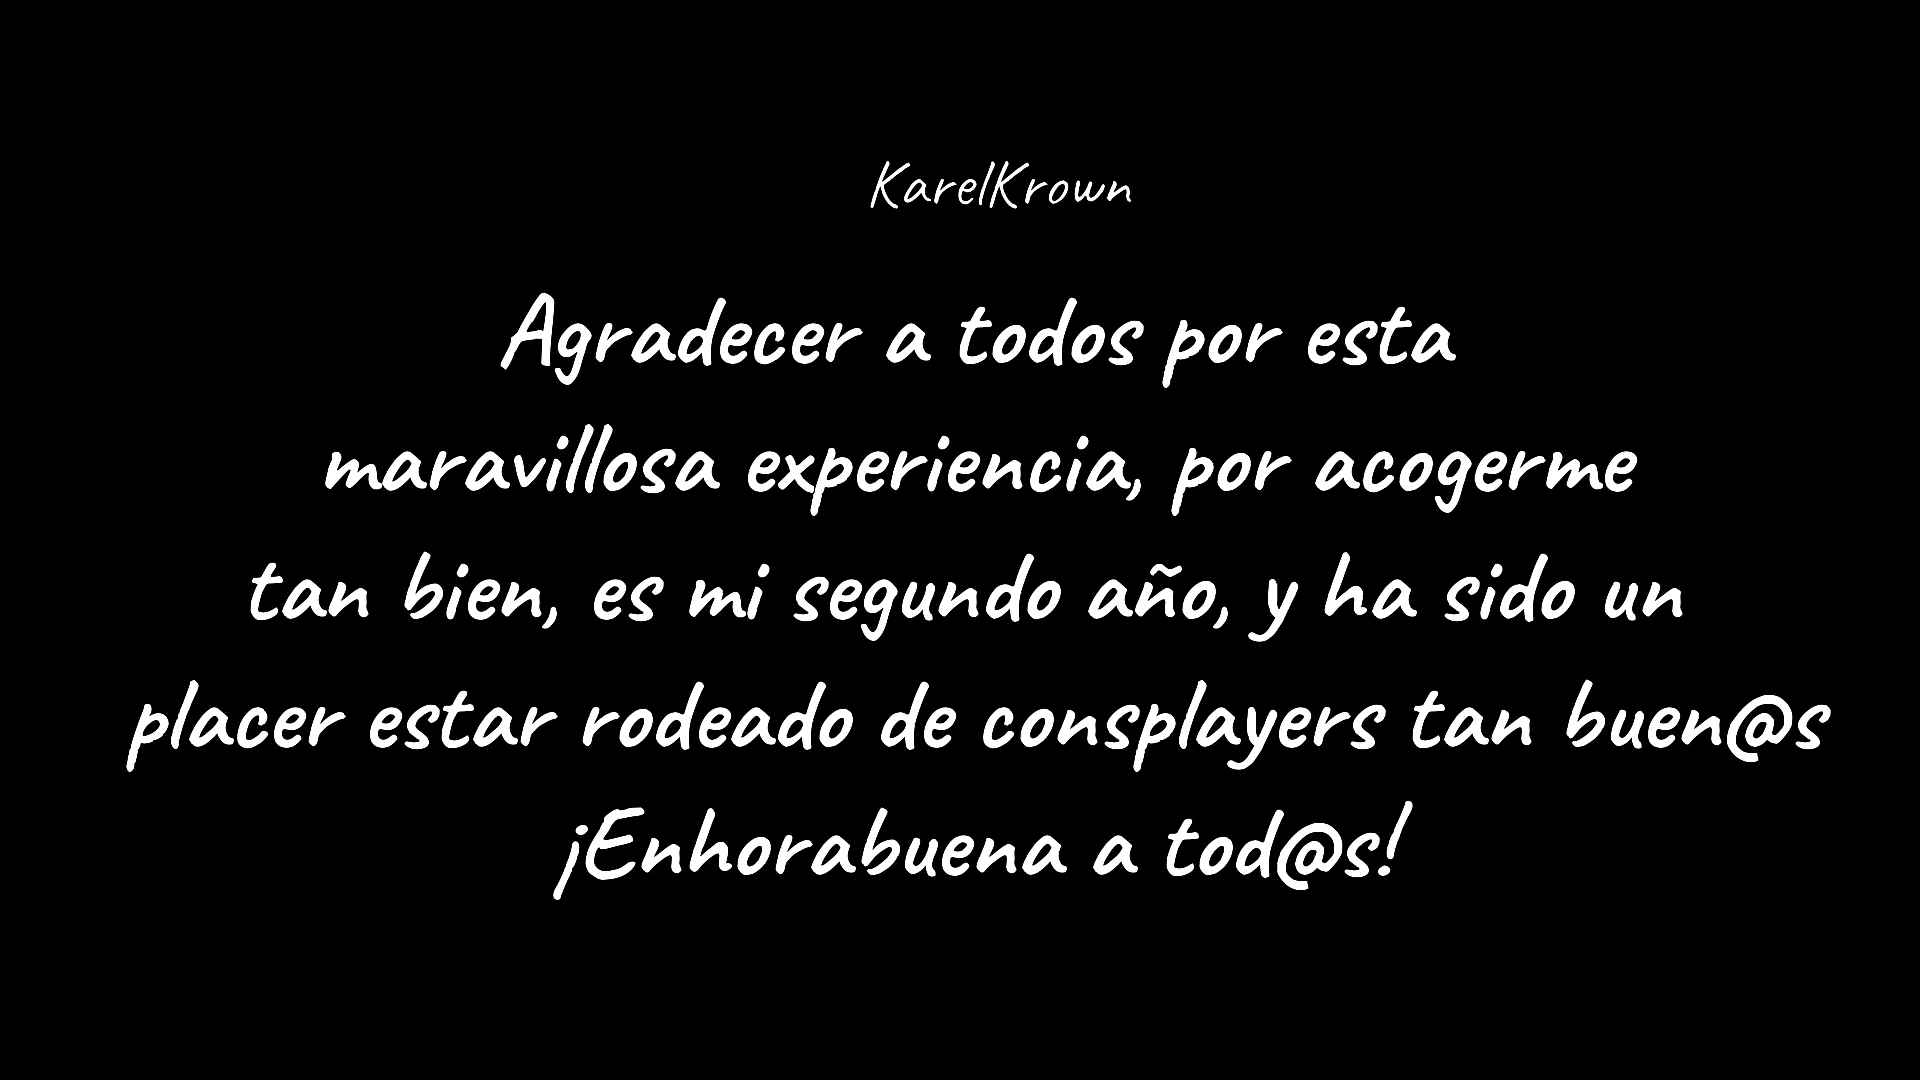 KarelKrown
Agradecer a todos por esta
maravillosa experiencia, por acogerme
tan bien, es mi segundo año, y ha sido un
placer estar rodeado de consplayers tan buen@s
¡Enhorabuena a tod@s!